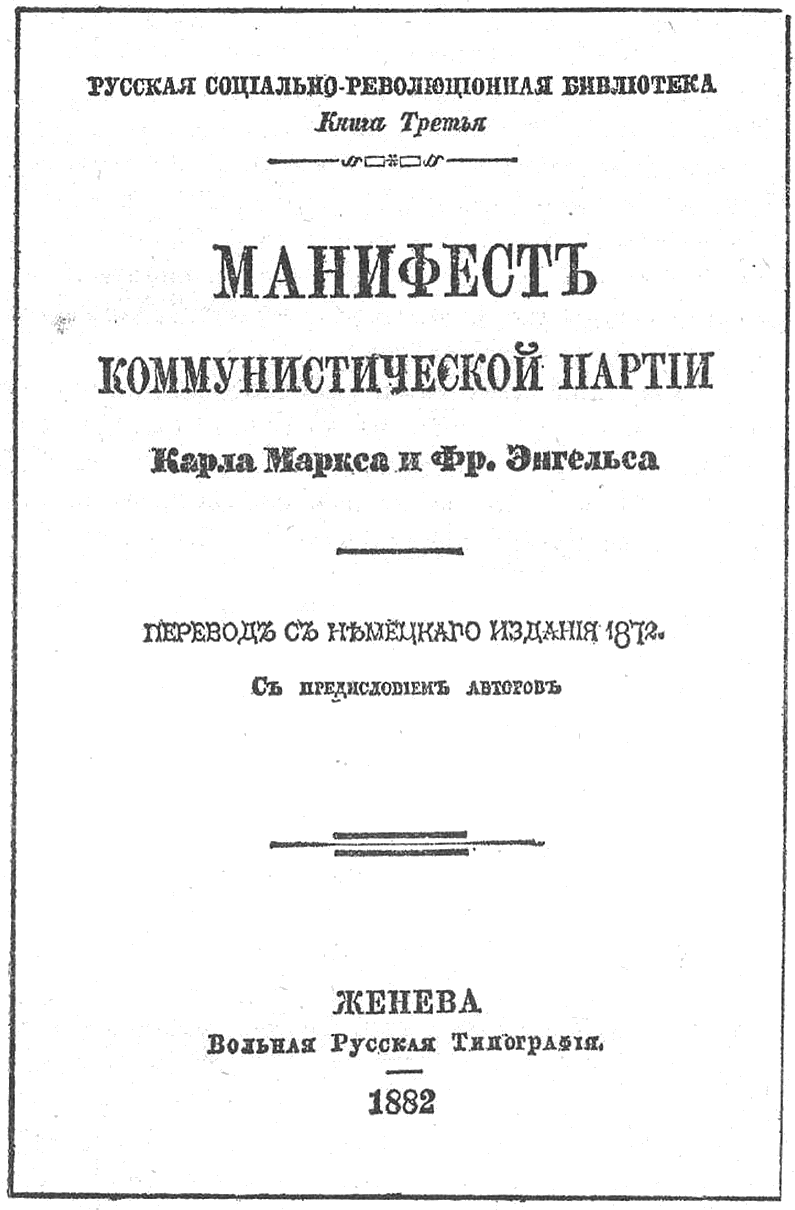 РУССКАЯ СОЦІАЛЬНО-РЕВОЛЮЦІОННАЯ БИБЛІОТЕКА
Книга Третья
МАНИФЕСТЪ
КОММУНИСТИЧЕСКОЙ ПАРТІИ
Карла Маркса и Фр. Энгельса
ПЕРЕВОДЪ СЪ НѢМЕЦКАГО ИЗДАНІЯ 1872.
Съ предисловіемъ авторовъ
ЖЕНЕВА
Вольная Русская Типографія.
1882